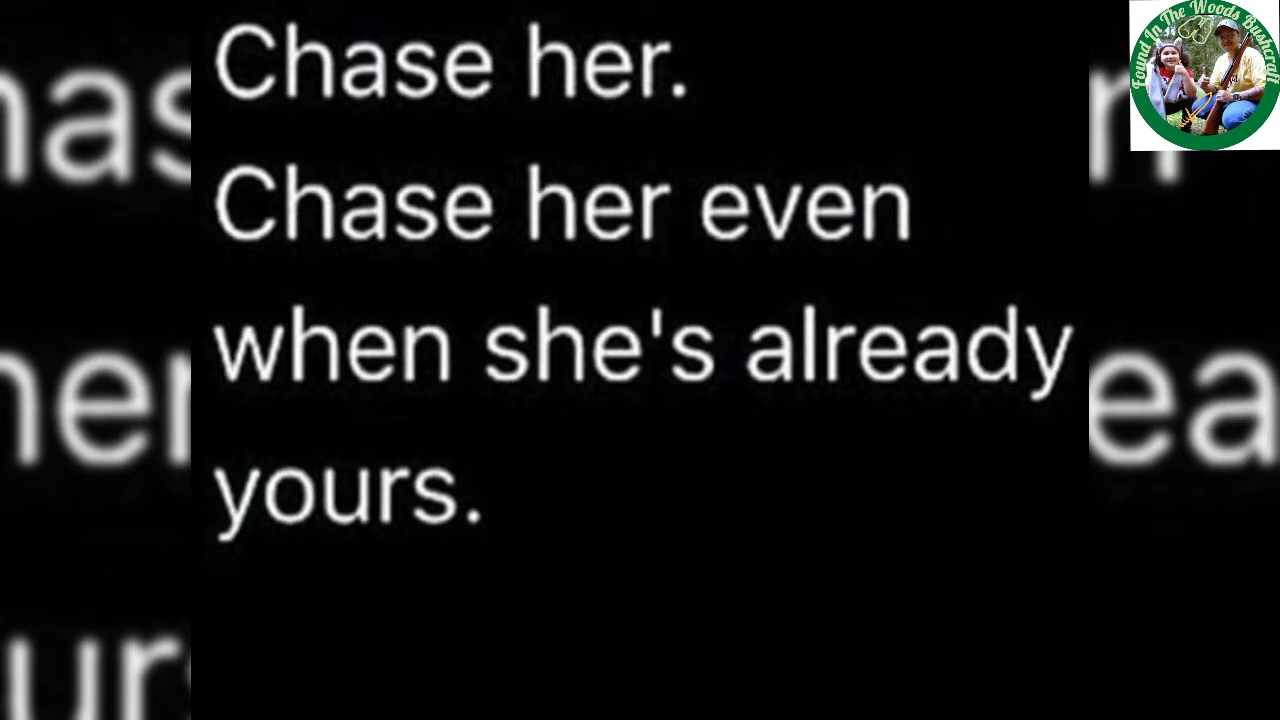 Chase her.
Chase her even
when she's already
yours.
Found In The Woods Bushcraft